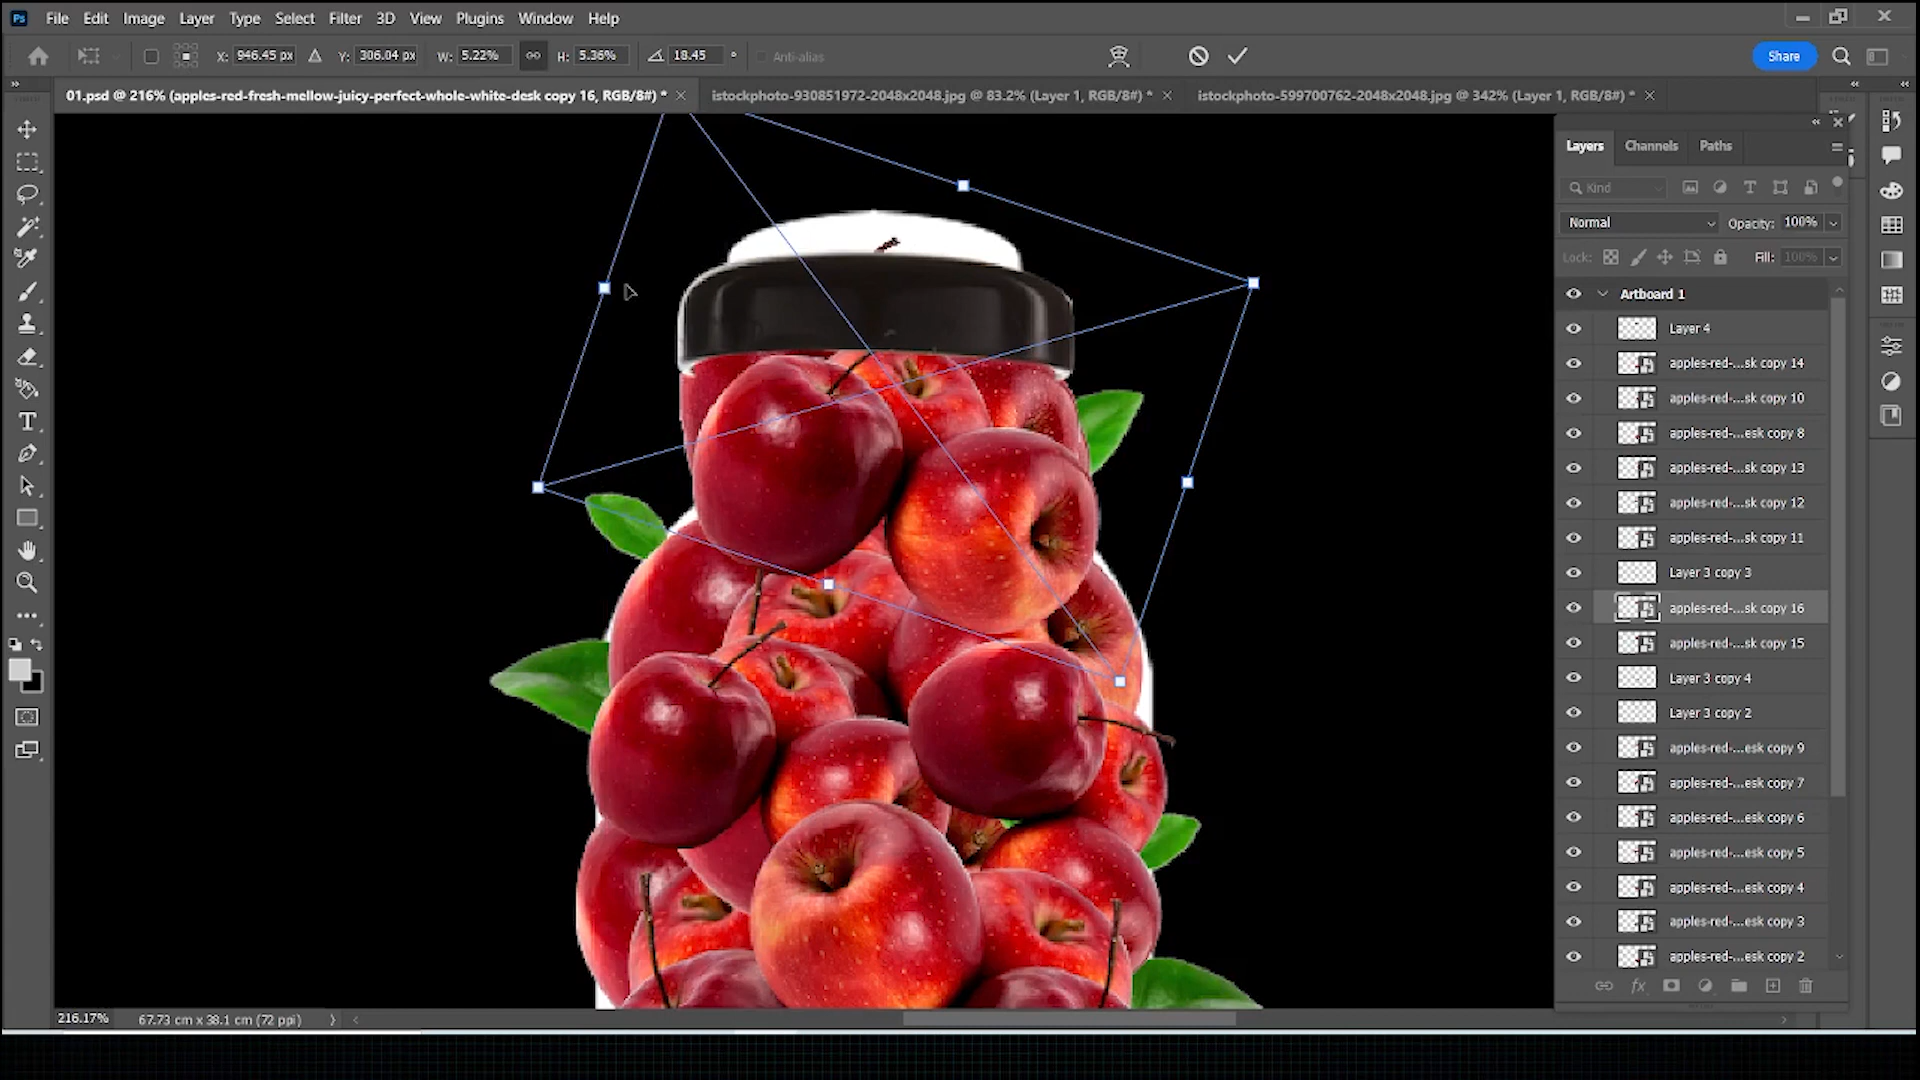 Ps File Edit Image Layer Type Select Filter 3D View Plugins Window Help
X: 946.45 px Y: 306.04 px W: 5.22% H: 5.36% 18.45 ° Anti-alias Share
01.psd @ 216% (apples-red-fresh-mellow-juicy-perfect-whole-white-desk copy 16, RGB/8#) * istockphoto-930851972-2048x2048.jpg @ 83.2% (Layer 1, RGB/8#) * istockphoto-599700762-2048x2048.jpg @ 342% (Layer 1, RGB/8#) *
Layers Channels Paths
Kind
Normal Opacity: 100%
Lock: Fill: 100%
Artboard 1
Layer 4
apples-red-...sk copy 14
apples-red-...sk copy 10
apples-red-...esk copy 8
apples-red-...sk copy 13
apples-red-...sk copy 12
apples-red-...sk copy 11
Layer 3 copy 3
apples-red-...sk copy 16
apples-red-...sk copy 15
Layer 3 copy 4
Layer 3 copy 2
apples-red-...esk copy 9
apples-red-...esk copy 7
apples-red-...esk copy 6
apples-red-...esk copy 5
apples-red-...esk copy 4
apples-red-...esk copy 3
apples-red-...esk copy 2
fx
216.17% 67.73 cm x 38.1 cm (72 ppi)